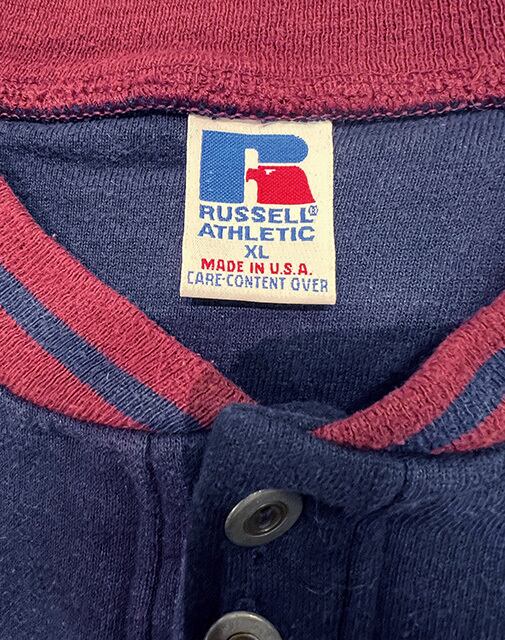 RUSSELL®
ATHLETIC
XL
MADE IN U.S.A.
CARE-CONTENT OVER